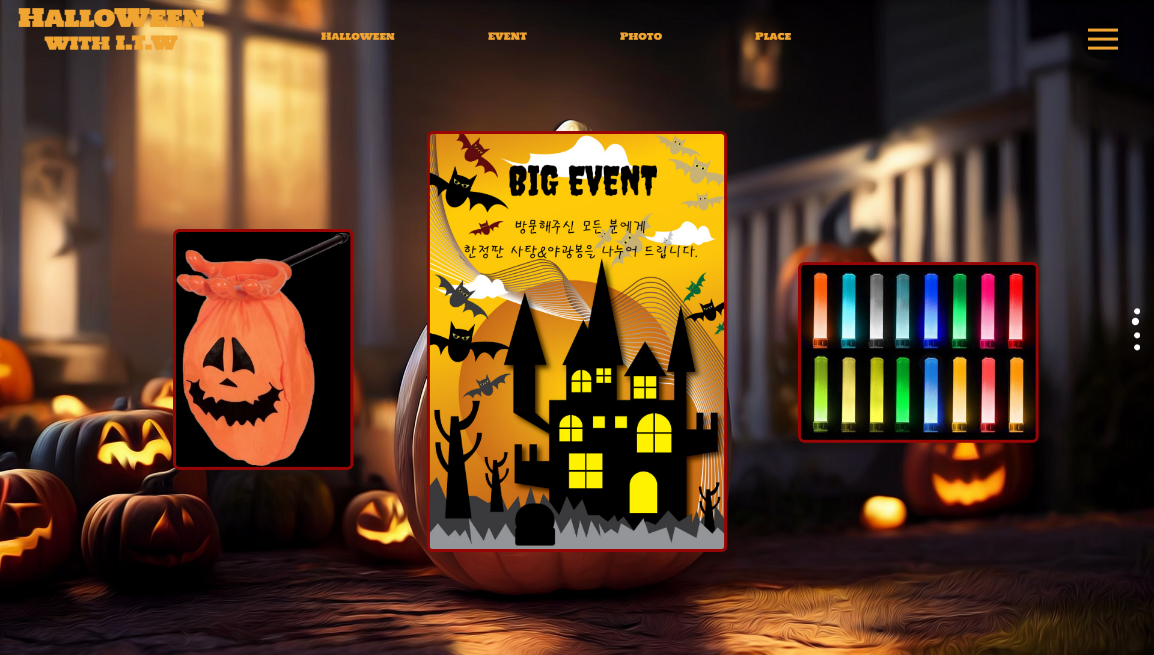 HalloWeen
with I.T.W
Halloween
event
Photo
Place
BIG EVENT
방문해주신 모든 분에게
한정판 사탕&야광봉을 나누어 드립니다.